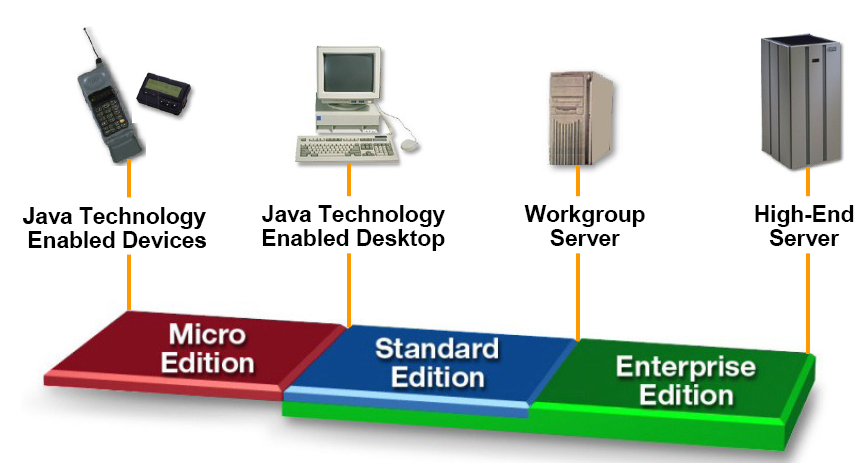 Java Technology
Enabled Devices
Java Technology
Enabled Desktop
Workgroup
Server
High-End
Server
Micro
Edition
Standard
Edition
Enterprise
Edition